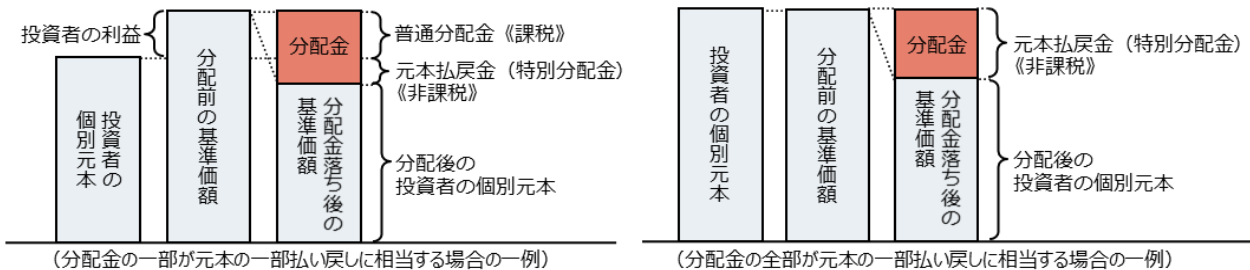 投資者の利益
投資者の
個別元本
分配前の基準価額
分配金
分配金落ち後の
基準価額
普通分配金《課税》
元本払戻金（特別分配金）
《非課税》
分配後の
投資者の個別元本
（分配金の一部が元本の一部払い戻しに相当する場合の一例）
投資者の個別元本
分配前の基準価額
分配金
分配金落ち後の
基準価額
元本払戻金（特別分配金）
《非課税》
分配後の
投資者の個別元本
（分配金の全部が元本の一部払い戻しに相当する場合の一例）